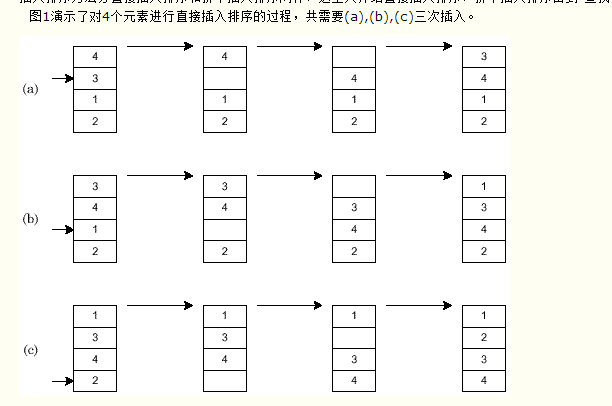 图1演示了对4个元素进行直接插入排序的过程，共需要(a),(b),(c)三次插入。
(a)
4 4 3
3 4 4
1 1 1 1
2 2 2 2
(b)
3 3 1
4 4 3 3
1 4 4
2 2 2 2
(c)
1 1 1 1
3 3 2
4 4 3 3
2 4 4